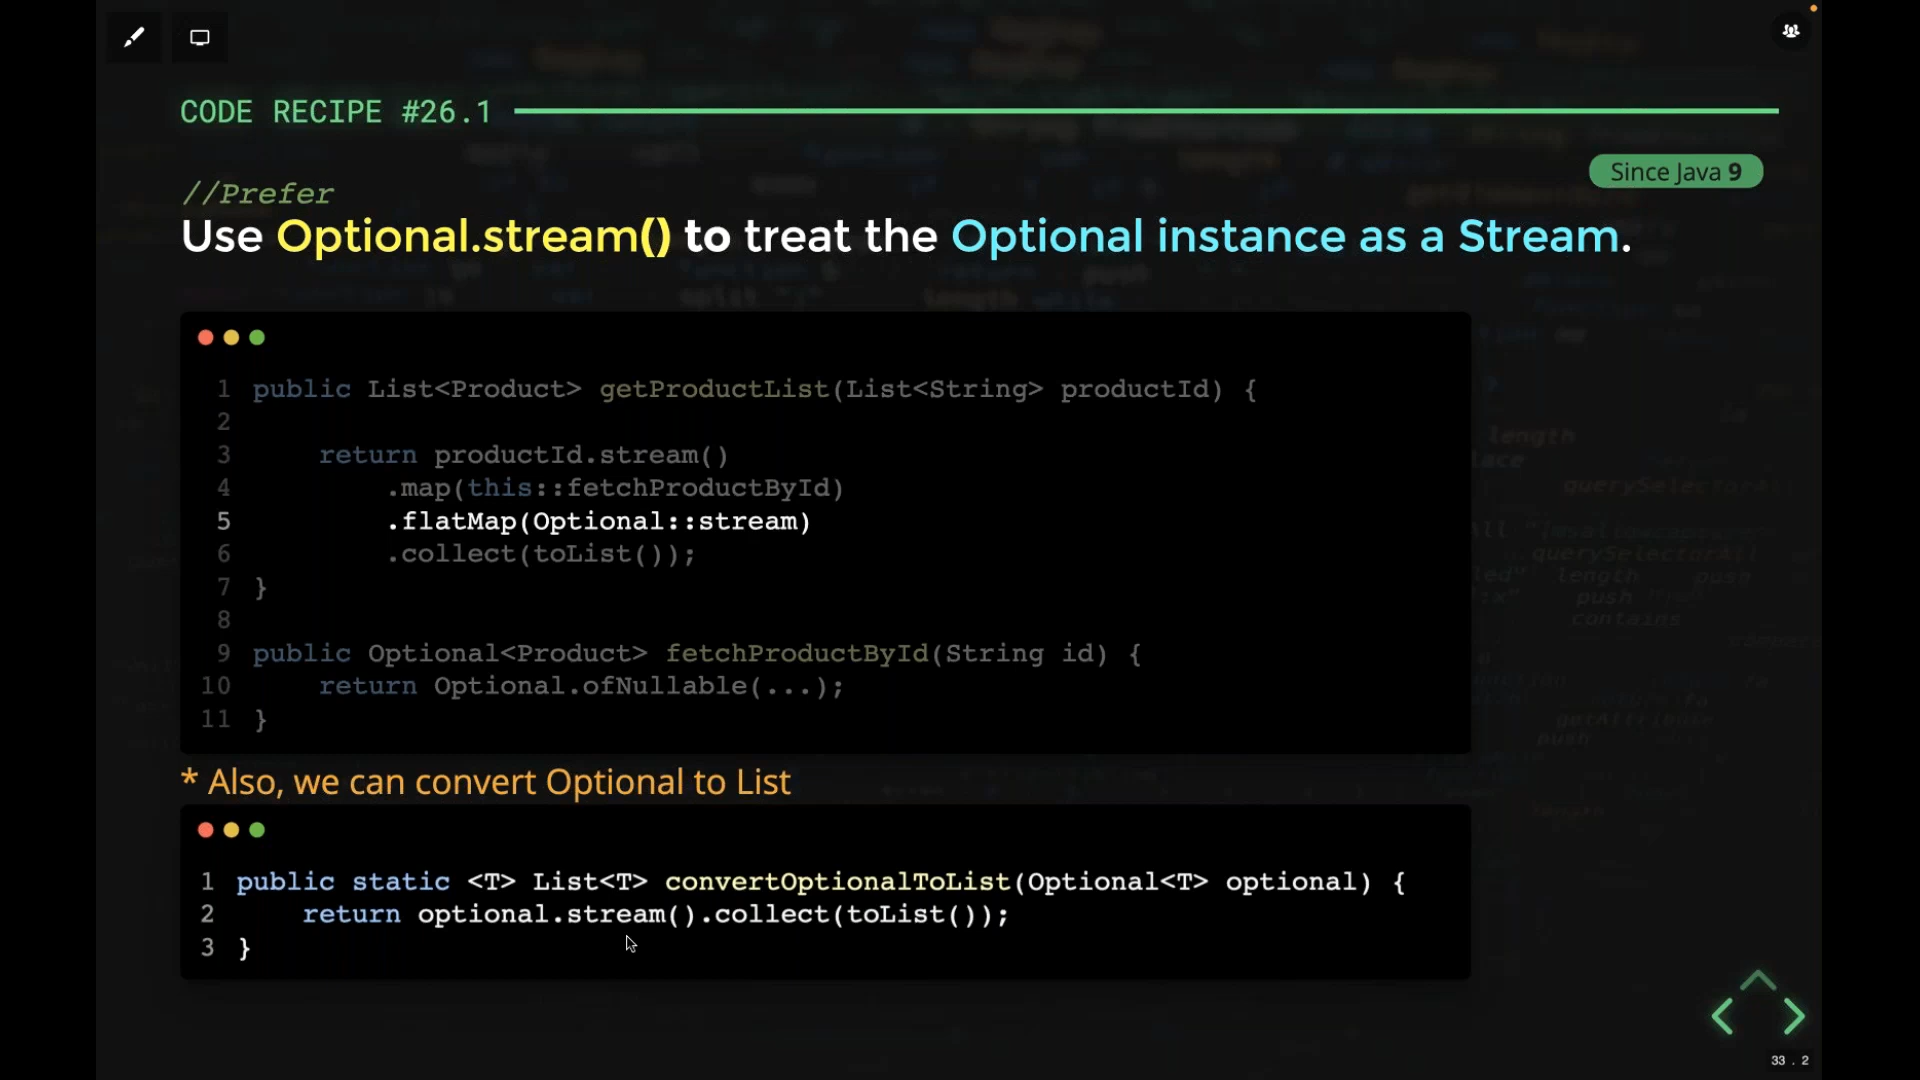 CODE RECIPE #26.1
Since Java 9
//Prefer
Use Optional.stream() to treat the Optional instance as a Stream.
1 public List<Product> getProductList(List<String> productId) {
2
3     return productId.stream()
4         .map(this::fetchProductById)
5         .flatMap(Optional::stream)
6         .collect(toList());
7 }
8
9 public Optional<Product> fetchProductById(String id) {
10     return Optional.ofNullable(...);
11 }
* Also, we can convert Optional to List
1 public static <T> List<T> convertOptionalToList(Optional<T> optional) {
2     return optional.stream().collect(toList());
3 }
33 . 2